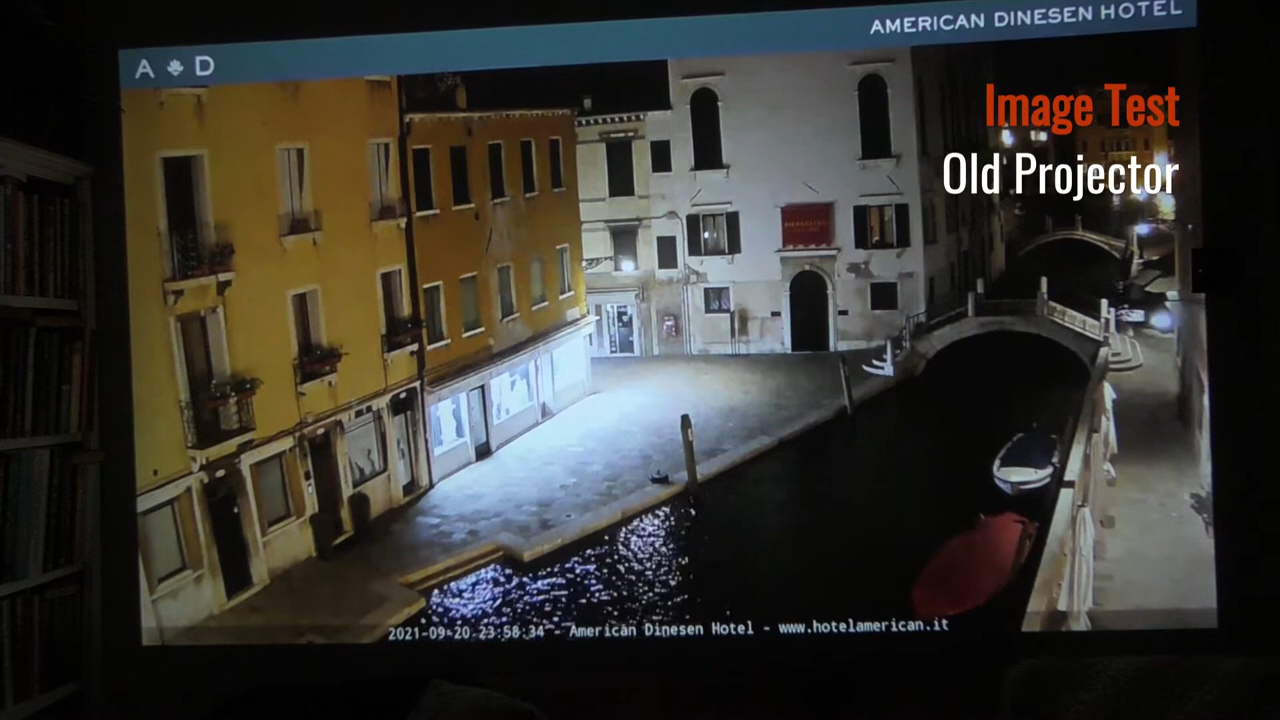 AMERICAN DINESEN HOTEL
A D
Image Test
Old Projector
2021-09-20 23:58:34 - American Dinesen Hotel - www.hotelamerican.it